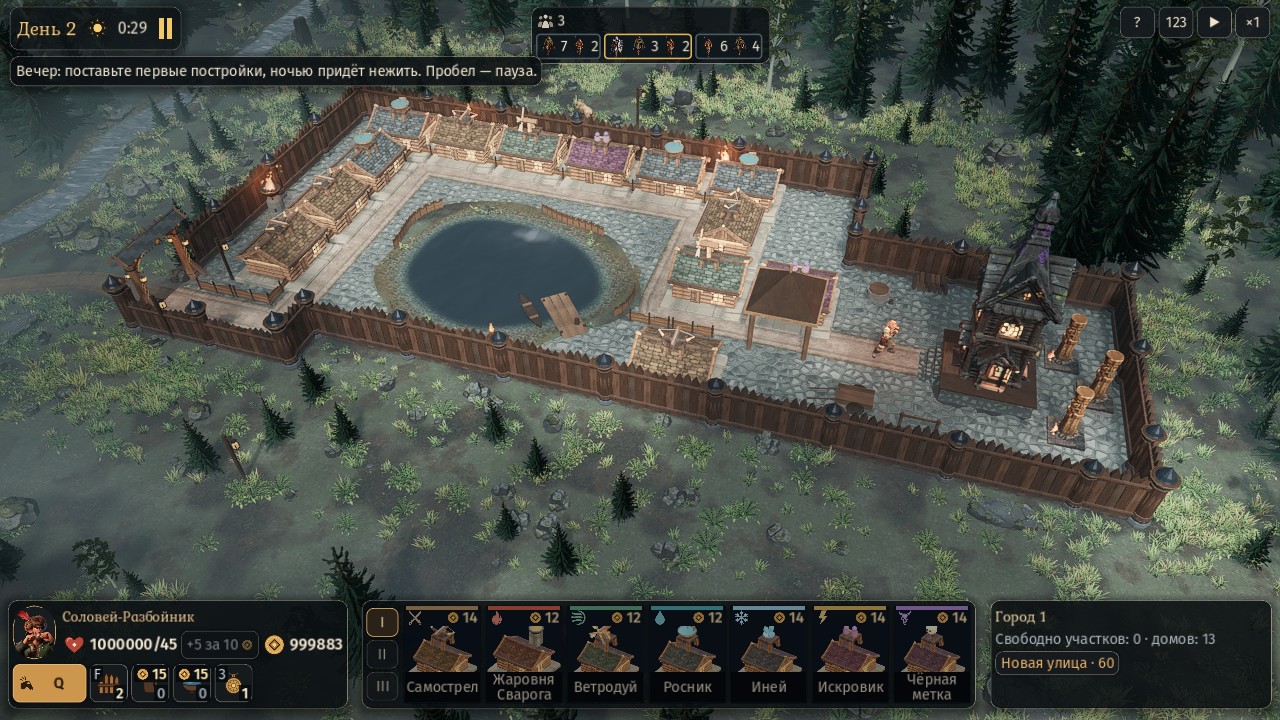 День 2 0:29
Вечер: поставьте первые постройки, ночью придёт нежить. Пробел — пауза.
3
7 2 3 2 6 4
? 123 ×1
Соловей-Разбойник
1000000/45 +5 за 10 999883
Q F 2 15 0 15 0 3 1
I
II
III
14 12 12 12 14 14 14
Самострел
Жаровня Сварога
Ветродуй
Росник
Иней
Искровик
Чёрная метка
Город 1
Свободно участков: 0 · домов: 13
Новая улица · 60